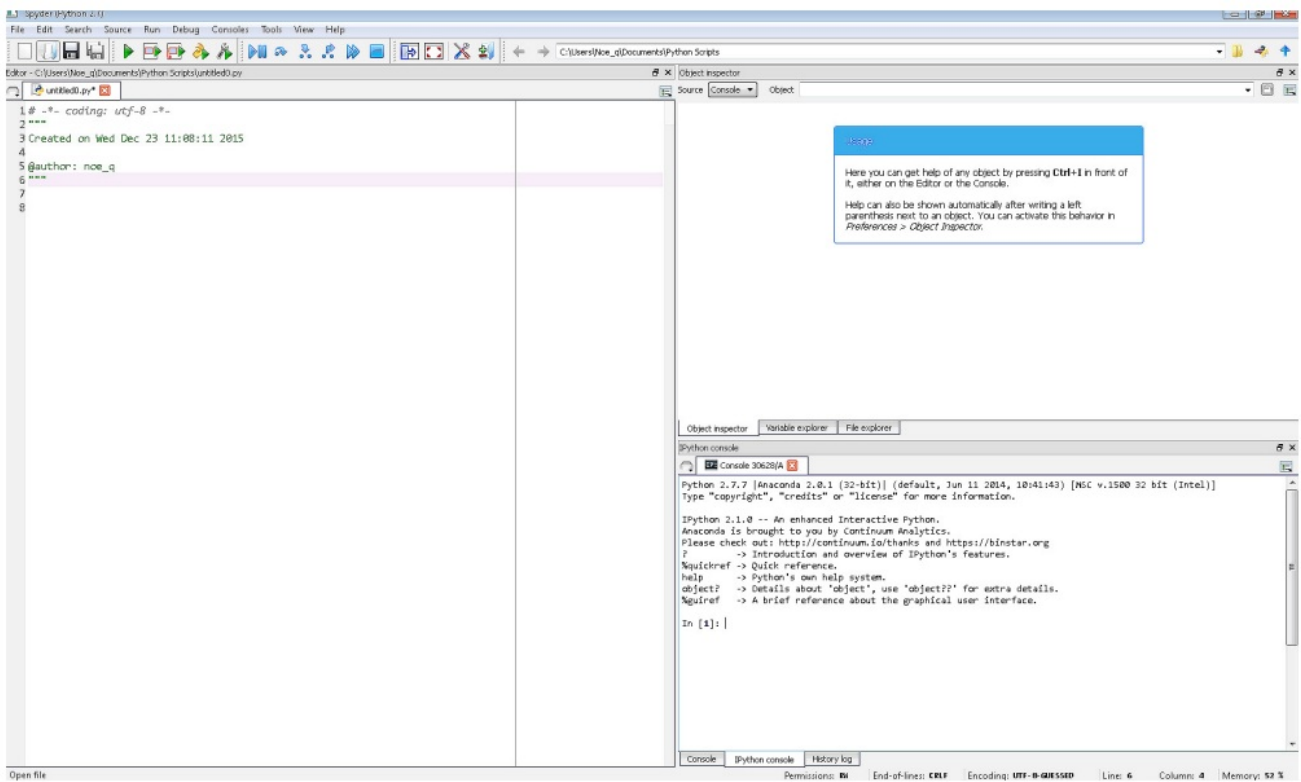 Spyder (Python 2.7)
File Edit Search Source Run Debug Consoles Tools View Help
C:\Users\Noe_q\Documents\Python Scripts
Editor - C:\Users\Noe_q\Documents\Python Scripts\untitled0.py
Object inspector
untitled0.py*
Source Console Object
1 # -*- coding: utf-8 -*-
2 """
3 Created on Wed Dec 23 11:08:11 2015
4
5 @author: noe_q
6 """
7
8
Usage
Here you can get help of any object by pressing Ctrl+I in front of
it, either on the Editor or the Console.
Help can also be shown automatically after writing a left
parenthesis next to an object. You can activate this behavior in
Preferences > Object Inspector.
Object inspector Variable explorer File explorer
IPython console
Console 30628/A
Python 2.7.7 |Anaconda 2.0.1 (32-bit)| (default, Jun 11 2014, 10:41:43) [MSC v.1500 32 bit (Intel)]
Type "copyright", "credits" or "license" for more information.
IPython 2.1.0 -- An enhanced Interactive Python.
Anaconda is brought to you by Continuum Analytics.
Please check out: http://continuum.io/thanks and https://binstar.org
? -> Introduction and overview of IPython's features.
%quickref -> Quick reference.
help -> Python's own help system.
object? -> Details about 'object', use 'object??' for extra details.
%guiref -> A brief reference about the graphical user interface.
In [1]:
Console IPython console History log
Open file Permissions: RW End-of-lines: CRLF Encoding: UTF-8-GUESSED Line: 6 Column: 4 Memory: 52 %